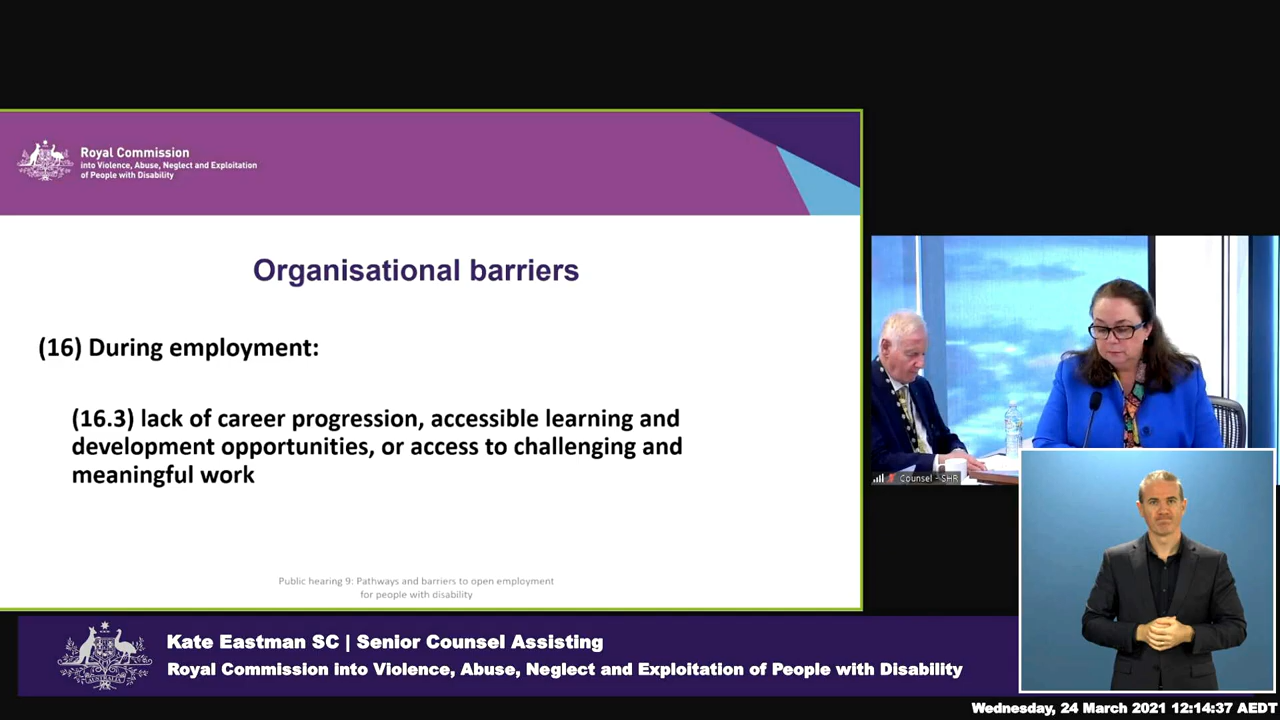 Royal Commission
into Violence, Abuse, Neglect and Exploitation
of People with Disability
Organisational barriers
(16) During employment:
(16.3) lack of career progression, accessible learning and
development opportunities, or access to challenging and
meaningful work
Public hearing 9: Pathways and barriers to open employment
for people with disability
Counsel - SHR
Kate Eastman SC | Senior Counsel Assisting
Royal Commission into Violence, Abuse, Neglect and Exploitation of People with Disability
Wednesday, 24 March 2021 12:14:37 AEDT